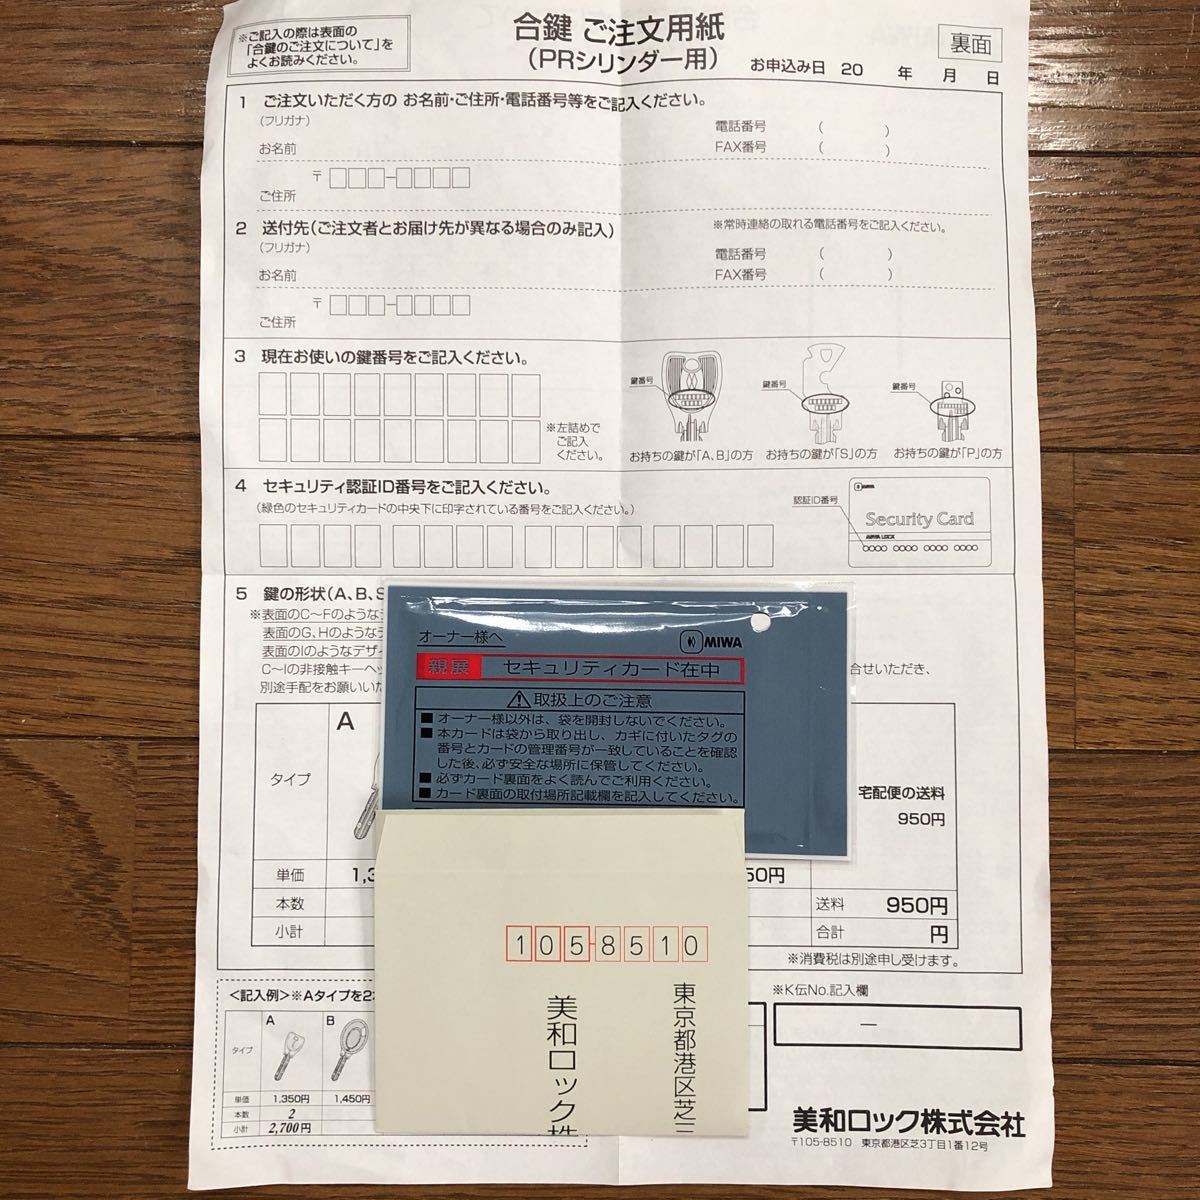 ※ご記入の際は表面の
「合鍵のご注文について」を
よくお読みください。
合鍵 ご注文用紙
(PRシリンダー用)
裏面
お申込み日 20 年 月 日
1 ご注文いただく方の お名前・ご住所・電話番号等をご記入ください。
(フリガナ)
お名前
電話番号 ( )
FAX番号 ( )
〒 □□□-□□□□
ご住所
2 送付先(ご注文者とお届け先が異なる場合のみ記入)
※常時連絡の取れる電話番号をご記入ください。
(フリガナ)
お名前
電話番号 ( )
FAX番号 ( )
〒 □□□-□□□□
ご住所
3 現在お使いの鍵番号をご記入ください。
※左詰めで
ご記入
ください。
鍵番号
鍵番号
鍵番号
お持ちの鍵が「A、B」の方
お持ちの鍵が「S」の方
お持ちの鍵が「P」の方
4 セキュリティ認証ID番号をご記入ください。
(緑色のセキュリティカードの中央下に印字されている番号をご記入ください。)
認証ID番号
MIWA
Security Card
MIWA LOCK
○○○○ ○○○○ ○○○○ ○○○○
5 鍵の形状(A、B、S
※表面のC〜Fのような
表面のG、Hのような
表面のIのようなデザ
C〜Iの非接触キーヘッ
合せいただき、
別途手配をお願いいた
タイプ
A
宅配便の送料
950円
単価
1,3
50円
本数
送料 950円
小計
合計 円
※消費税は別途申し受けます。
オーナー様へ
MIWA
親展 セキュリティカード在中
取扱上のご注意
■ オーナー様以外は、袋を開封しないでください。
■ 本カードは袋から取り出し、カギに付いたタグの
番号とカードの管理番号が一致していることを確認
した後、必ず安全な場所に保管してください。
■ 必ずカード裏面をよく読んでご利用ください。
■ カード裏面の取付場所記載欄を記入してください。
105-8510
東京都港区芝三
美和ロック株
<記入例>※Aタイプを2本
A B
タイプ
単価 1,350円 1,450円
本数 2
小計 2,700円
※K伝No.記入欄
—
美和ロック株式会社
〒105-8510 東京都港区芝3丁目1番12号